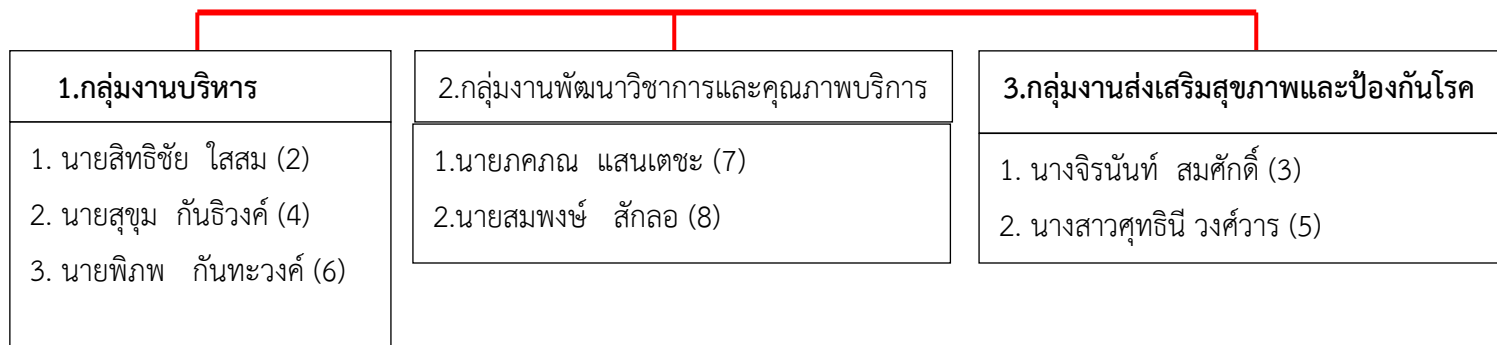 1.กลุ่มงานบริหาร
1. นายสิทธิชัย ใสสม (2)
2. นายสุขุม กันธิวงค์ (4)
3. นายพิภพ กันทะวงค์ (6)
2.กลุ่มงานพัฒนาวิชาการและคุณภาพบริการ
1.นายภคภณ แสนเตชะ (7)
2.นายสมพงษ์ สักลอ (8)
3.กลุ่มงานส่งเสริมสุขภาพและป้องกันโรค
1. นางจิรนันท์ สมศักดิ์ (3)
2. นางสาวศุทธินี วงศ์วาร (5)